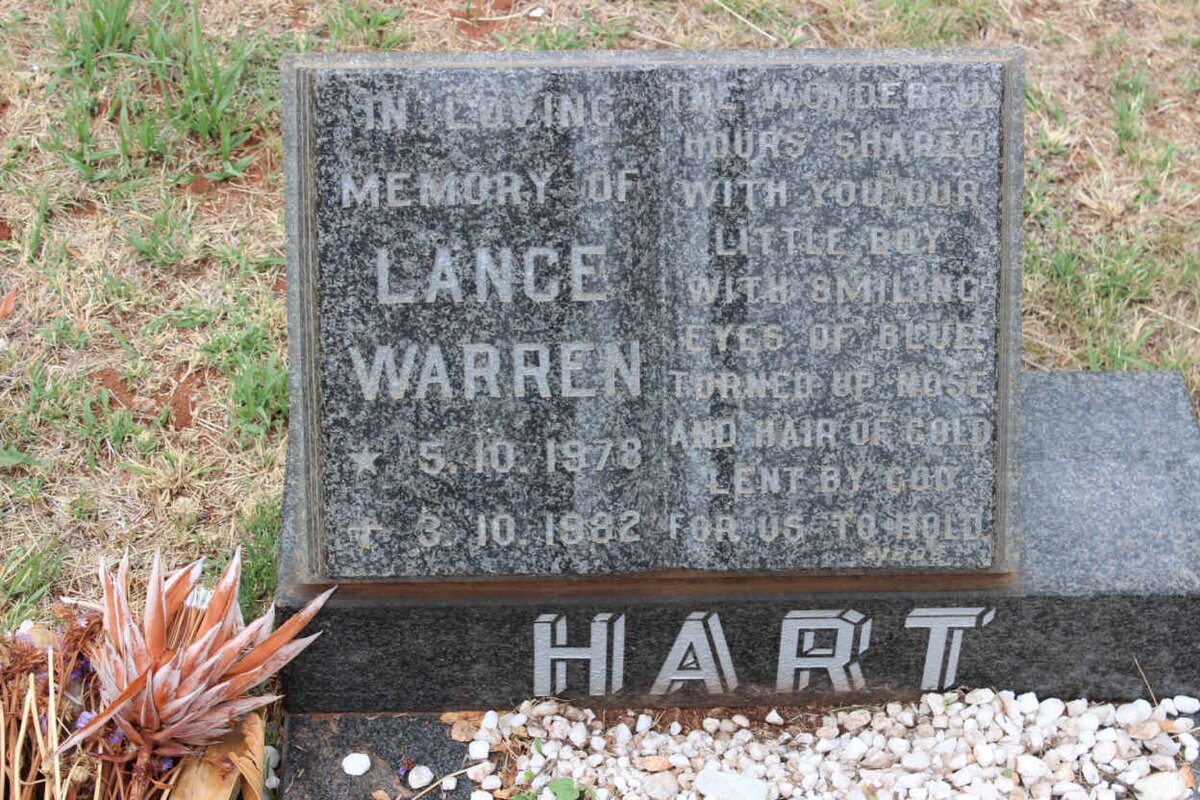 IN LOVING
MEMORY OF
LANCE
WARREN
★ 5.10.1978
✝ 3.10.1982
THE WONDERFUL
HOURS SHARED
WITH YOU, OUR
LITTLE BOY
WITH SMILING
EYES OF BLUE
TURNED UP NOSE
AND HAIR OF GOLD
LENT BY GOD
FOR US TO HOLD
HART